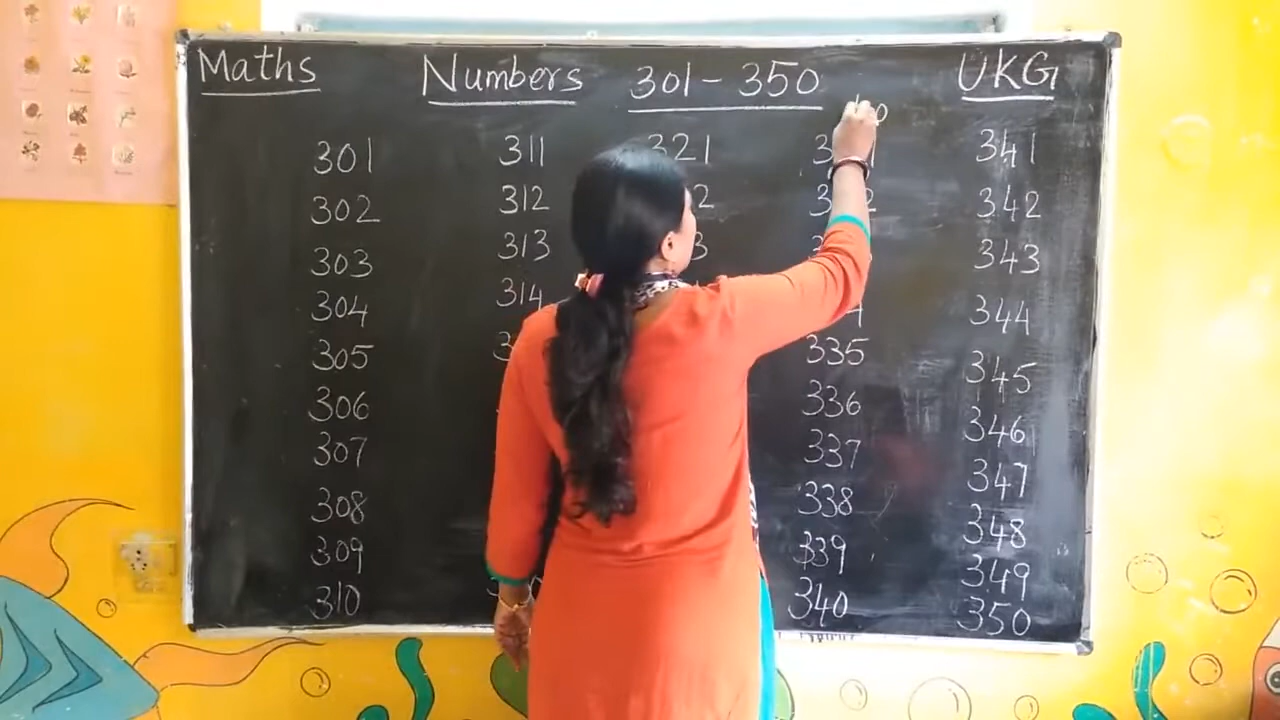 Maths Numbers 301 - 350 UKG
301 311 321 341
302 312 342
303 313 343
304 314 344
305 335 345
306 336 346
307 337 347
308 338 348
309 339 349
310 340 350